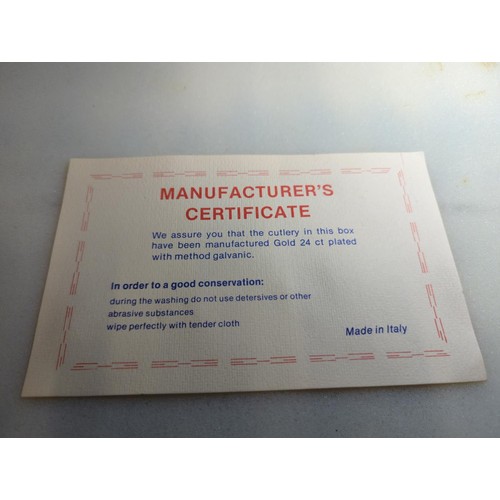 MANUFACTURER'S
CERTIFICATE
We assure you that the cutlery in this box
have been manufactured Gold 24 ct plated
with method galvanic.
In order to a good conservation:
during the washing do not use detersives or other
abrasive substances
wipe perfectly with tender cloth
Made in Italy